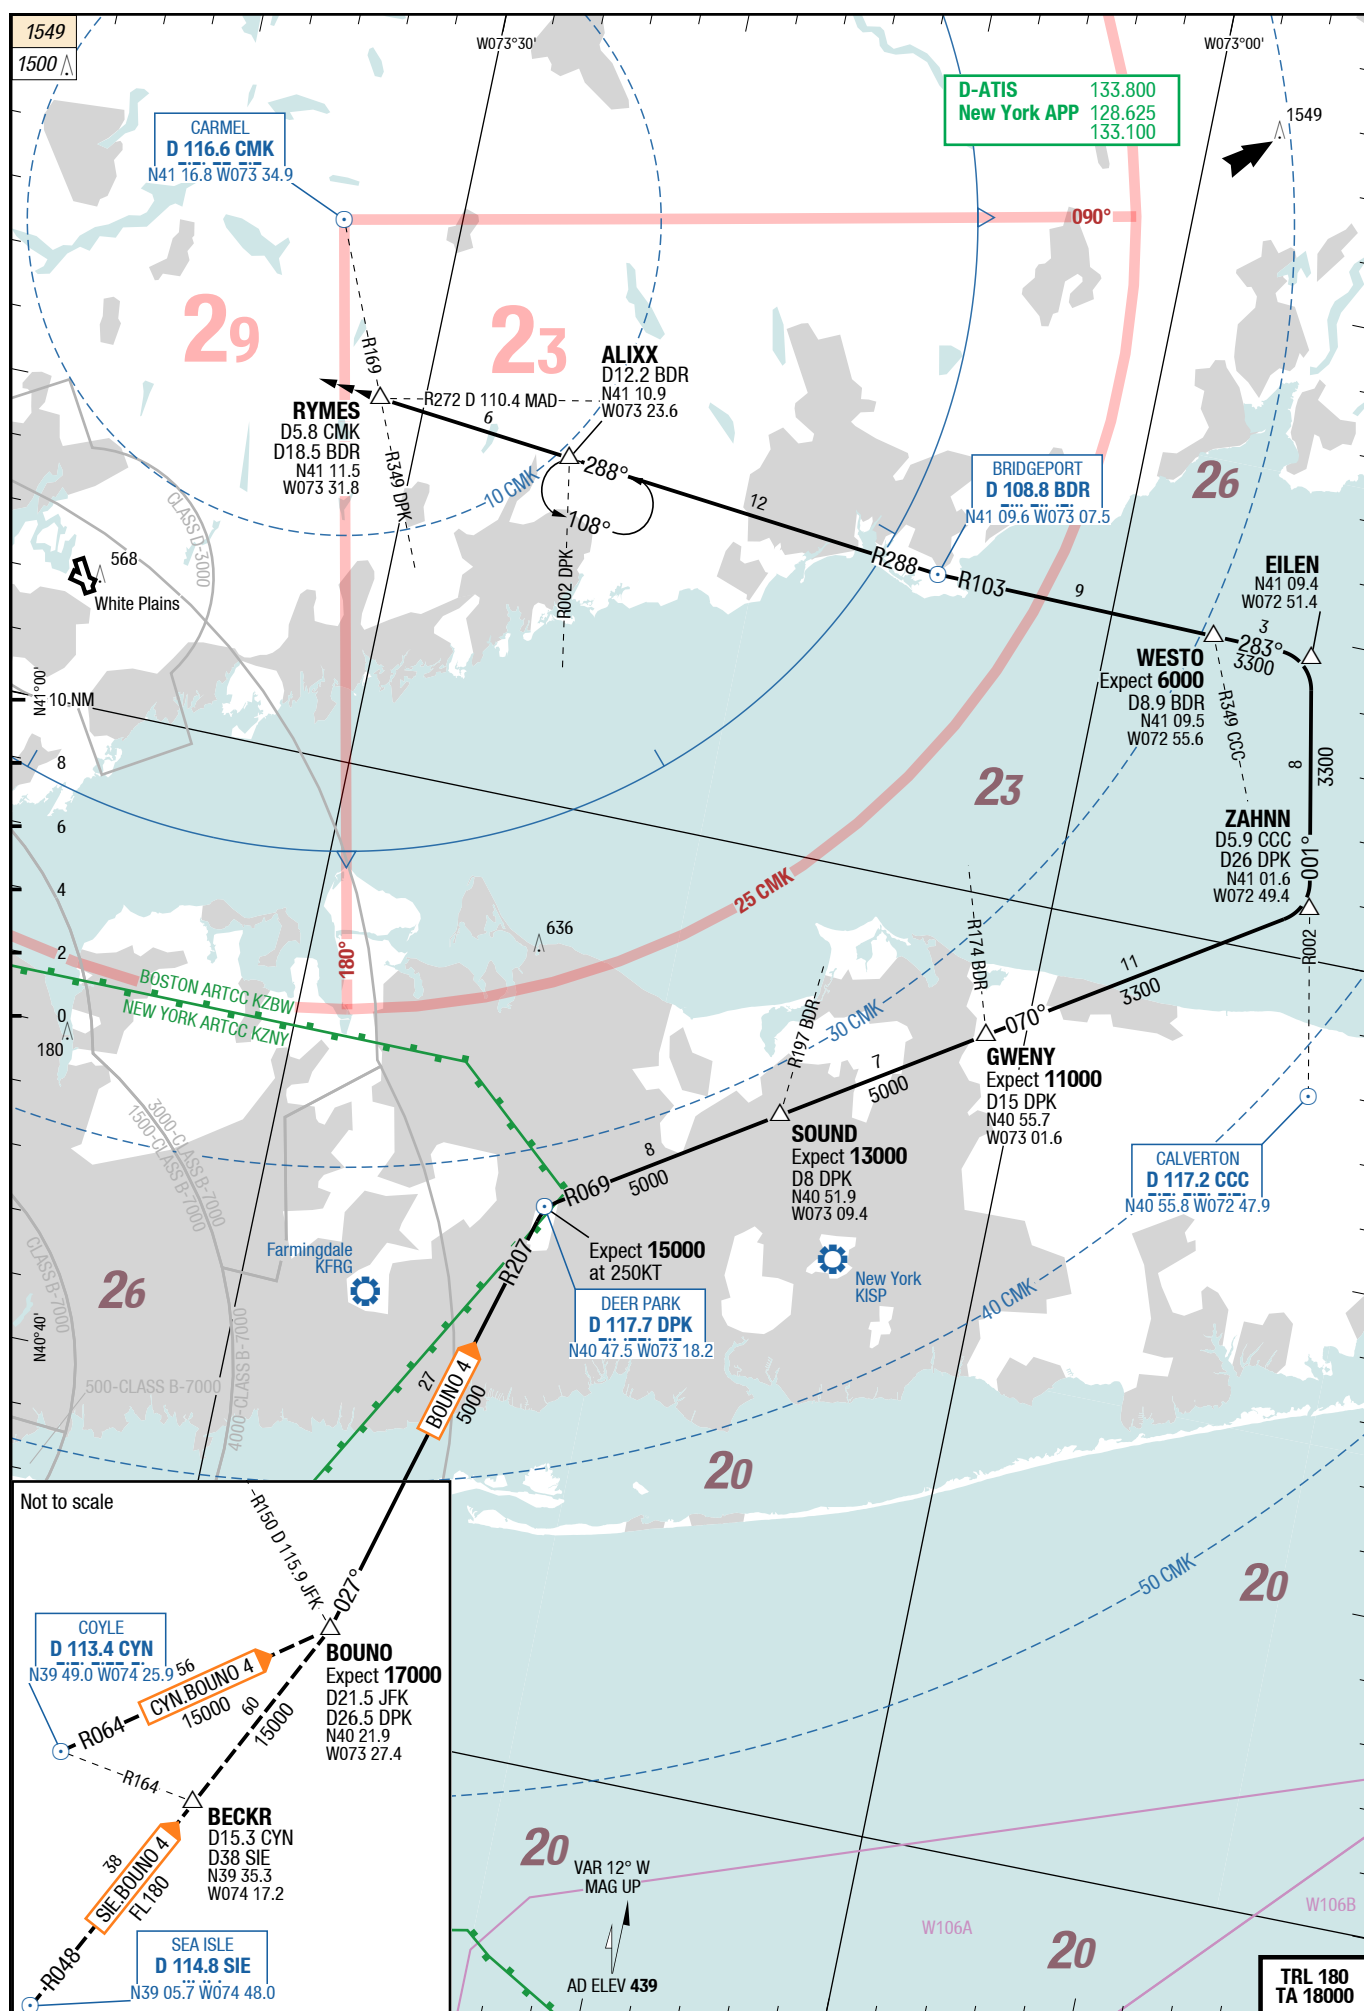 1549
1500
W073°30'
W073°00'
D-ATIS 133.800
New York APP 128.625
133.100
1549
CARMEL
D 116.6 CMK
N41 16.8 W073 34.9
090°
29
23
R169
ALIXX
D12.2 BDR
N41 10.9
W073 23.6
R272 D 110.4 MAD
6
RYMES
D5.8 CMK
D18.5 BDR
N41 11.5
W073 31.8
R349 DPK
10 CMK
288°
108°
12
BRIDGEPORT
D 108.8 BDR
N41 09.6 W073 07.5
26
CLASS D-3000
568
White Plains
R002 DPK
R288
R103
9
EILEN
N41 09.4
W072 51.4
3
283°
3300
WESTO
Expect 6000
D8.9 BDR
N41 09.5
W072 55.6
R349 CCC
N41°00'
10 NM
8
6
4
2
0
8
3300
23
ZAHNN
D5.9 CCC
D26 DPK
N41 01.6
W072 49.4
001°
25 CMK
636
180°
R174 BDR
R002
11
3300
BOSTON ARTCC KZBW
NEW YORK ARTCC KZNY
180
30 CMK
R197 BDR
070°
7
5000
GWENY
Expect 11000
D15 DPK
N40 55.7
W073 01.6
3000-CLASS B-7000
1500-CLASS B-7000
SOUND
Expect 13000
D8 DPK
N40 51.9
W073 09.4
8
5000
R069
CALVERTON
D 117.2 CCC
N40 55.8 W072 47.9
R207
Expect 15000
at 250KT
Farmingdale
KFRG
New York
KISP
CLASS B-7000
26
DEER PARK
D 117.7 DPK
N40 47.5 W073 18.2
40 CMK
N40°40'
500-CLASS B-7000
4000-CLASS B-7000
27
BOUNO 4
5000
20
Not to scale
R150 D 115.9 JFK
027°
50 CMK
20
COYLE
D 113.4 CYN
N39 49.0 W074 25.9
56
CYN.BOUNO 4
15000
R064
60
15000
BOUNO
Expect 17000
D21.5 JFK
D26.5 DPK
N40 21.9
W073 27.4
R164
BECKR
D15.3 CYN
D38 SIE
N39 35.3
W074 17.2
38
SIE.BOUNO 4
FL180
R048
SEA ISLE
D 114.8 SIE
N39 05.7 W074 48.0
20
VAR 12° W
MAG UP
AD ELEV 439
W106A
W106B
20
TRL 180
TA 18000